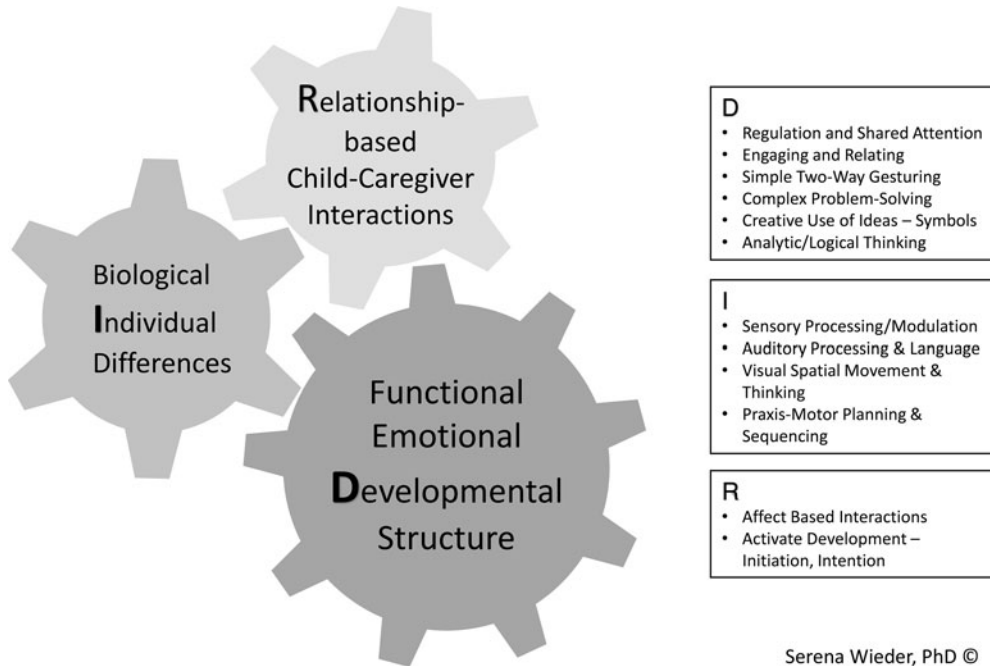 Relationship-
based
Child-Caregiver
Interactions
Biological
Individual
Differences
Functional
Emotional
Developmental
Structure
D
• Regulation and Shared Attention
• Engaging and Relating
• Simple Two-Way Gesturing
• Complex Problem-Solving
• Creative Use of Ideas – Symbols
• Analytic/Logical Thinking
I
• Sensory Processing/Modulation
• Auditory Processing & Language
• Visual Spatial Movement &
Thinking
• Praxis-Motor Planning &
Sequencing
R
• Affect Based Interactions
• Activate Development –
Initiation, Intention
Serena Wieder, PhD ©